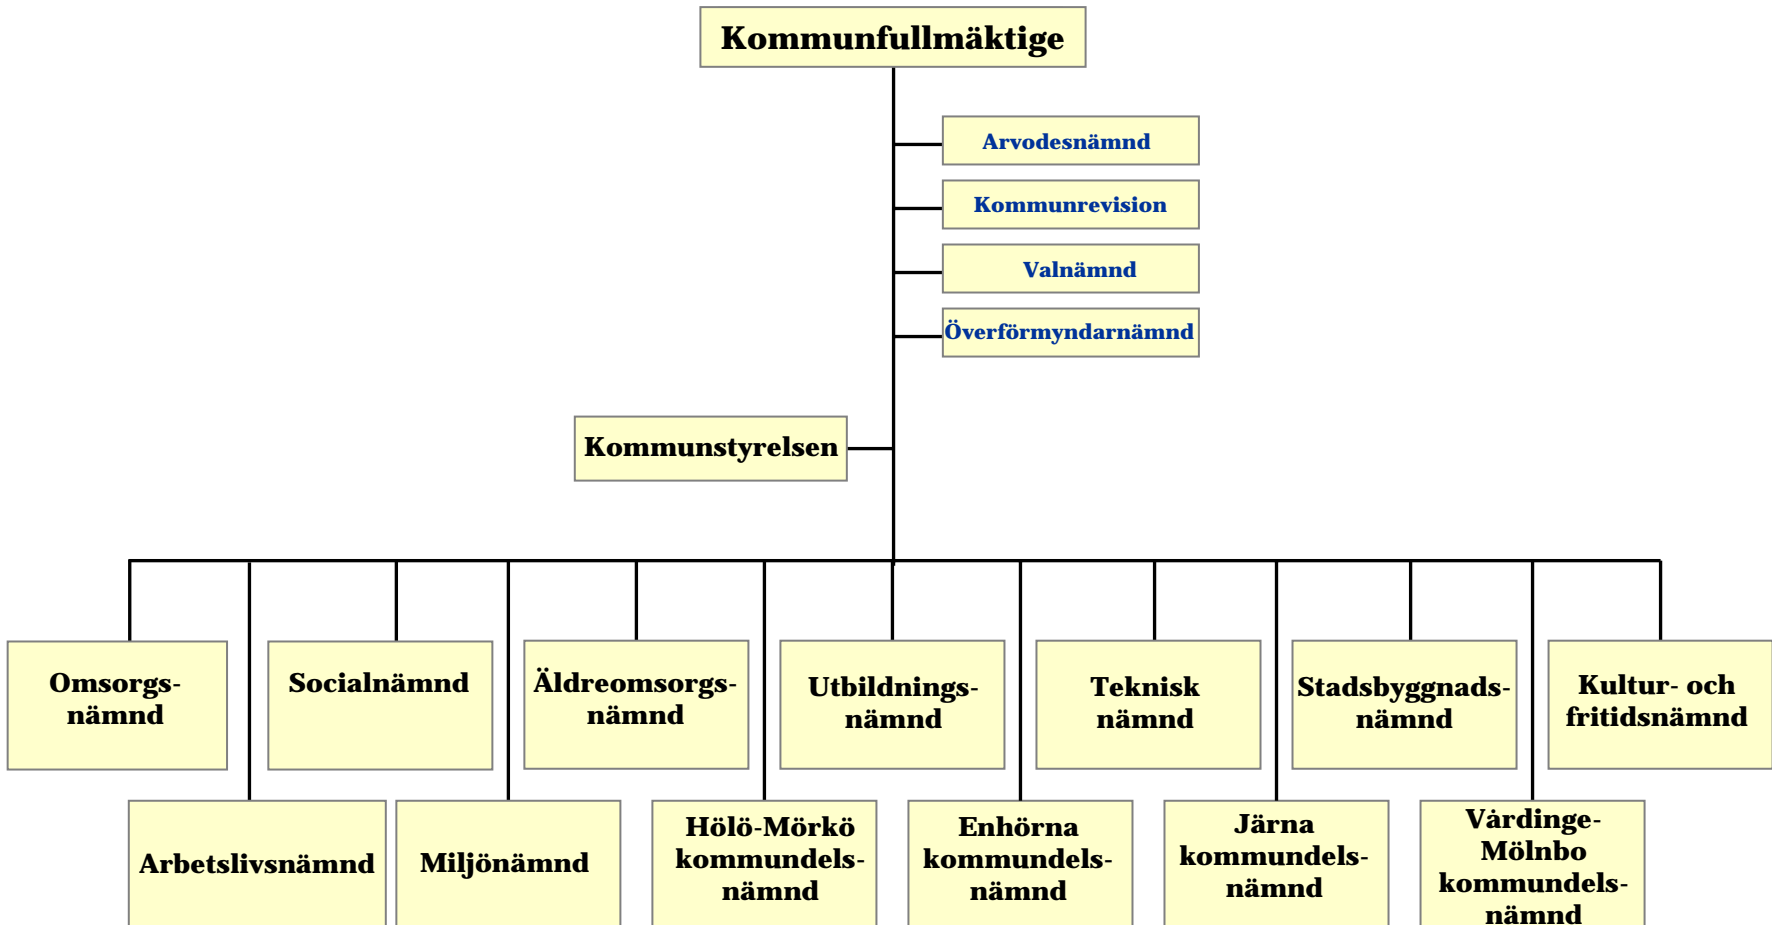 Kommunfullmäktige
Arvodesnämnd
Kommunrevision
Valnämnd
Överförmyndarnämnd
Kommunstyrelsen
Omsorgs-
nämnd
Socialnämnd
Äldreomsorgs-
nämnd
Utbildnings-
nämnd
Teknisk
nämnd
Stadsbyggnads-
nämnd
Kultur- och
fritidsnämnd
Arbetslivsnämnd
Miljönämnd
Hölö-Mörkö
kommundels-
nämnd
Enhörna
kommundels-
nämnd
Järna
kommundels-
nämnd
Vårdinge-
Mölnbo
kommundels-
nämnd